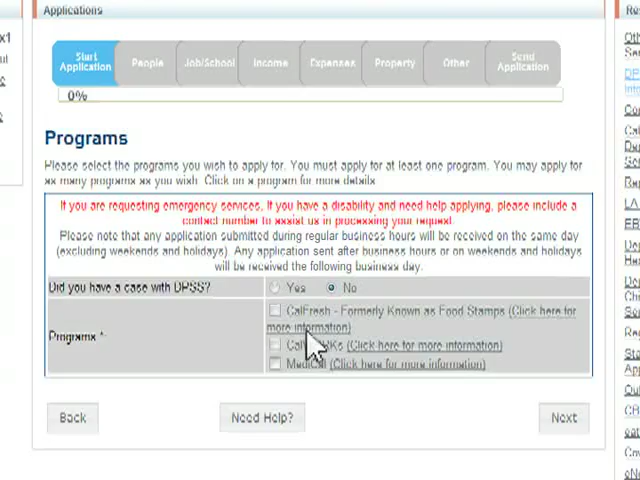 Applications
Start
Application
People
Job/School
Income
Expenses
Property
Other
Send
Application
0%
Programs
Please select the programs you wish to apply for. You must apply for at least one program. You may apply for
as many programs as you wish. Click on a program for more details.
If you are requesting emergency services, If you have a disability and need help applying, please include a
contact number to assist us in processing your request.
Please note that any application submitted during regular business hours will be received on the same day
(excluding weekends and holidays). Any application sent after business hours or on weekends and holidays
will be received the following business day.
Did you have a case with DPSS?
Yes No
Programs *
CalFresh - Formerly Known as Food Stamps (Click here for
more information)
(Click here for more information)
MediCal (Click here for more information)
Back
Need Help?
Next